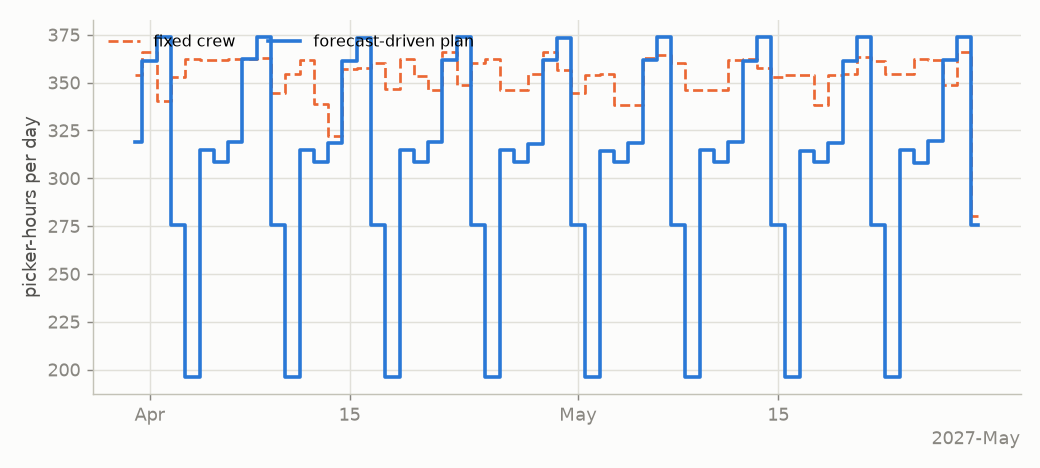 fixed crew
forecast-driven plan
picker-hours per day
375
350
325
300
275
250
225
200
Apr
15
May
15
2027-May